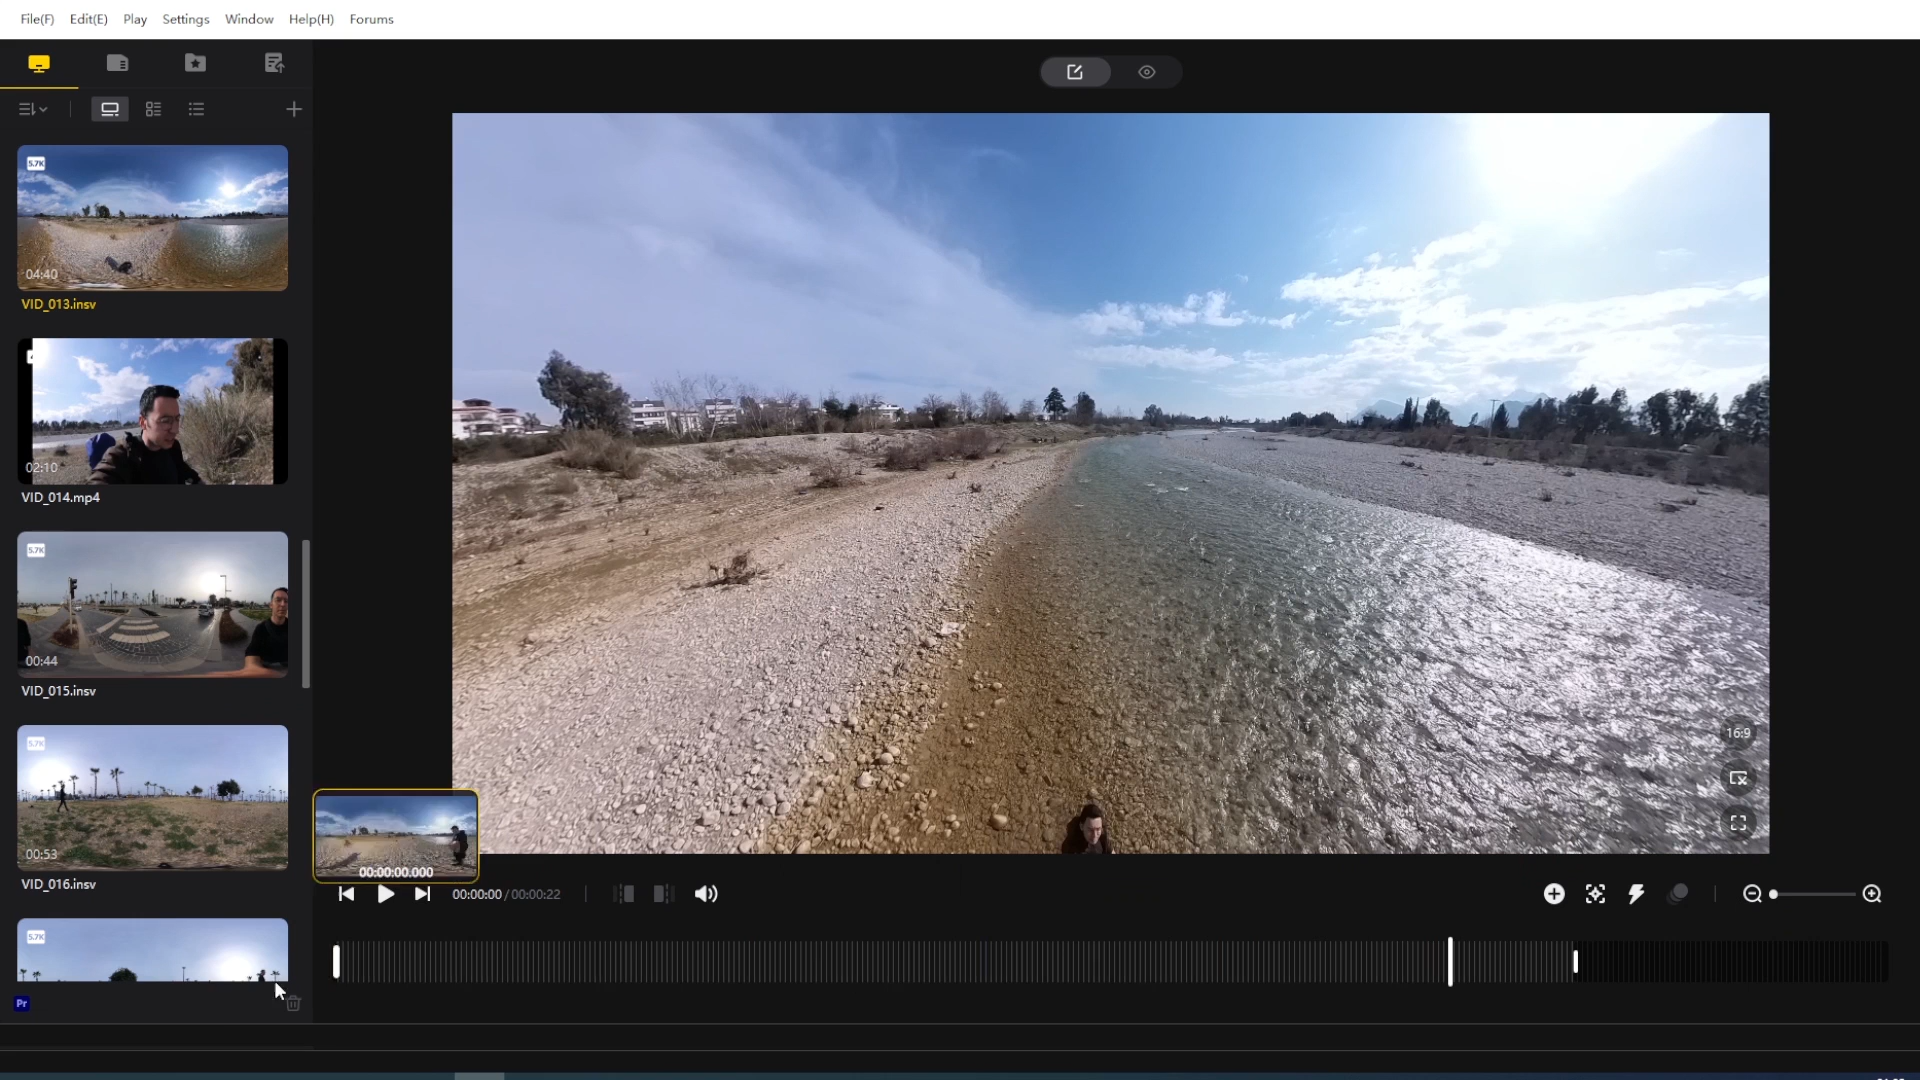 File(F) Edit(E) Play Settings Window Help(H) Forums
5.7K
04:40
VID_013.insv
02:10
VID_014.mp4
5.7K
00:44
VID_015.insv
5.7K
00:53
VID_016.insv
5.7K
Pr
16:9
00:00:00.000
00:00:00 / 00:00:22